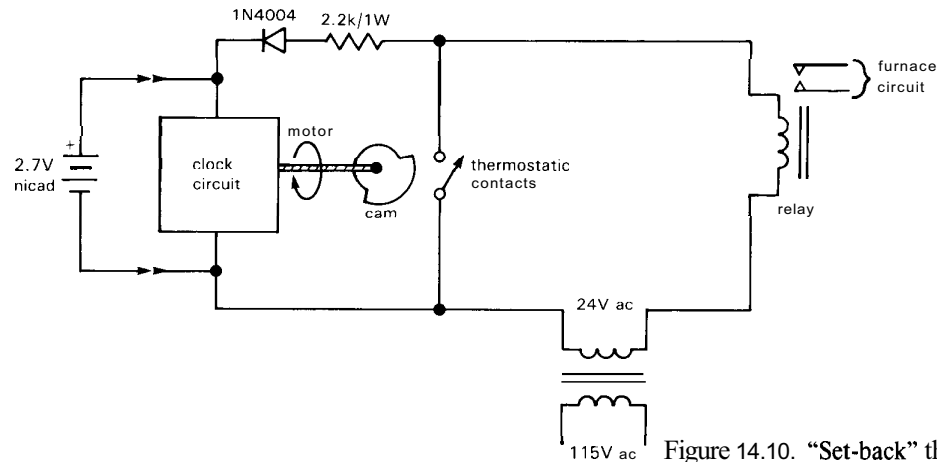 1N4004
2.2k/1W
furnace
circuit
+
2.7V
nicad
clock
circuit
motor
cam
thermostatic
contacts
relay
24V ac
115V ac
Figure 14.10. "Set-back" th